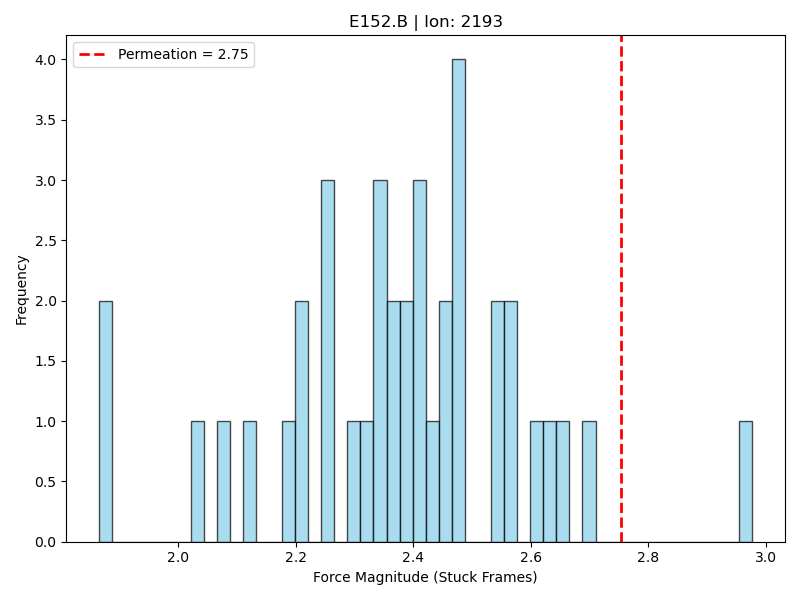 E152.B | Ion: 2193
Permeation = 2.75
4.0
3.5
3.0
2.5
2.0
1.5
1.0
0.5
0.0
Frequency
2.0 2.2 2.4 2.6 2.8 3.0
Force Magnitude (Stuck Frames)